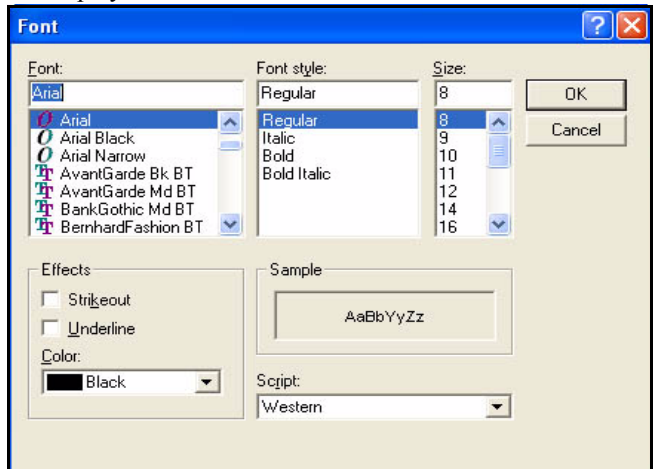 Font
Font: Font style: Size:
Arial Regular 8
Arial Regular 8
Arial Black Italic 9
Arial Narrow Bold 10
AvantGarde Bk BT Bold Italic 11
AvantGarde Md BT 12
BankGothic Md BT 14
BernhardFashion BT 16
OK
Cancel
Effects
Strikeout
Underline
Color:
Black
Sample
AaBbYyZz
Script:
Western